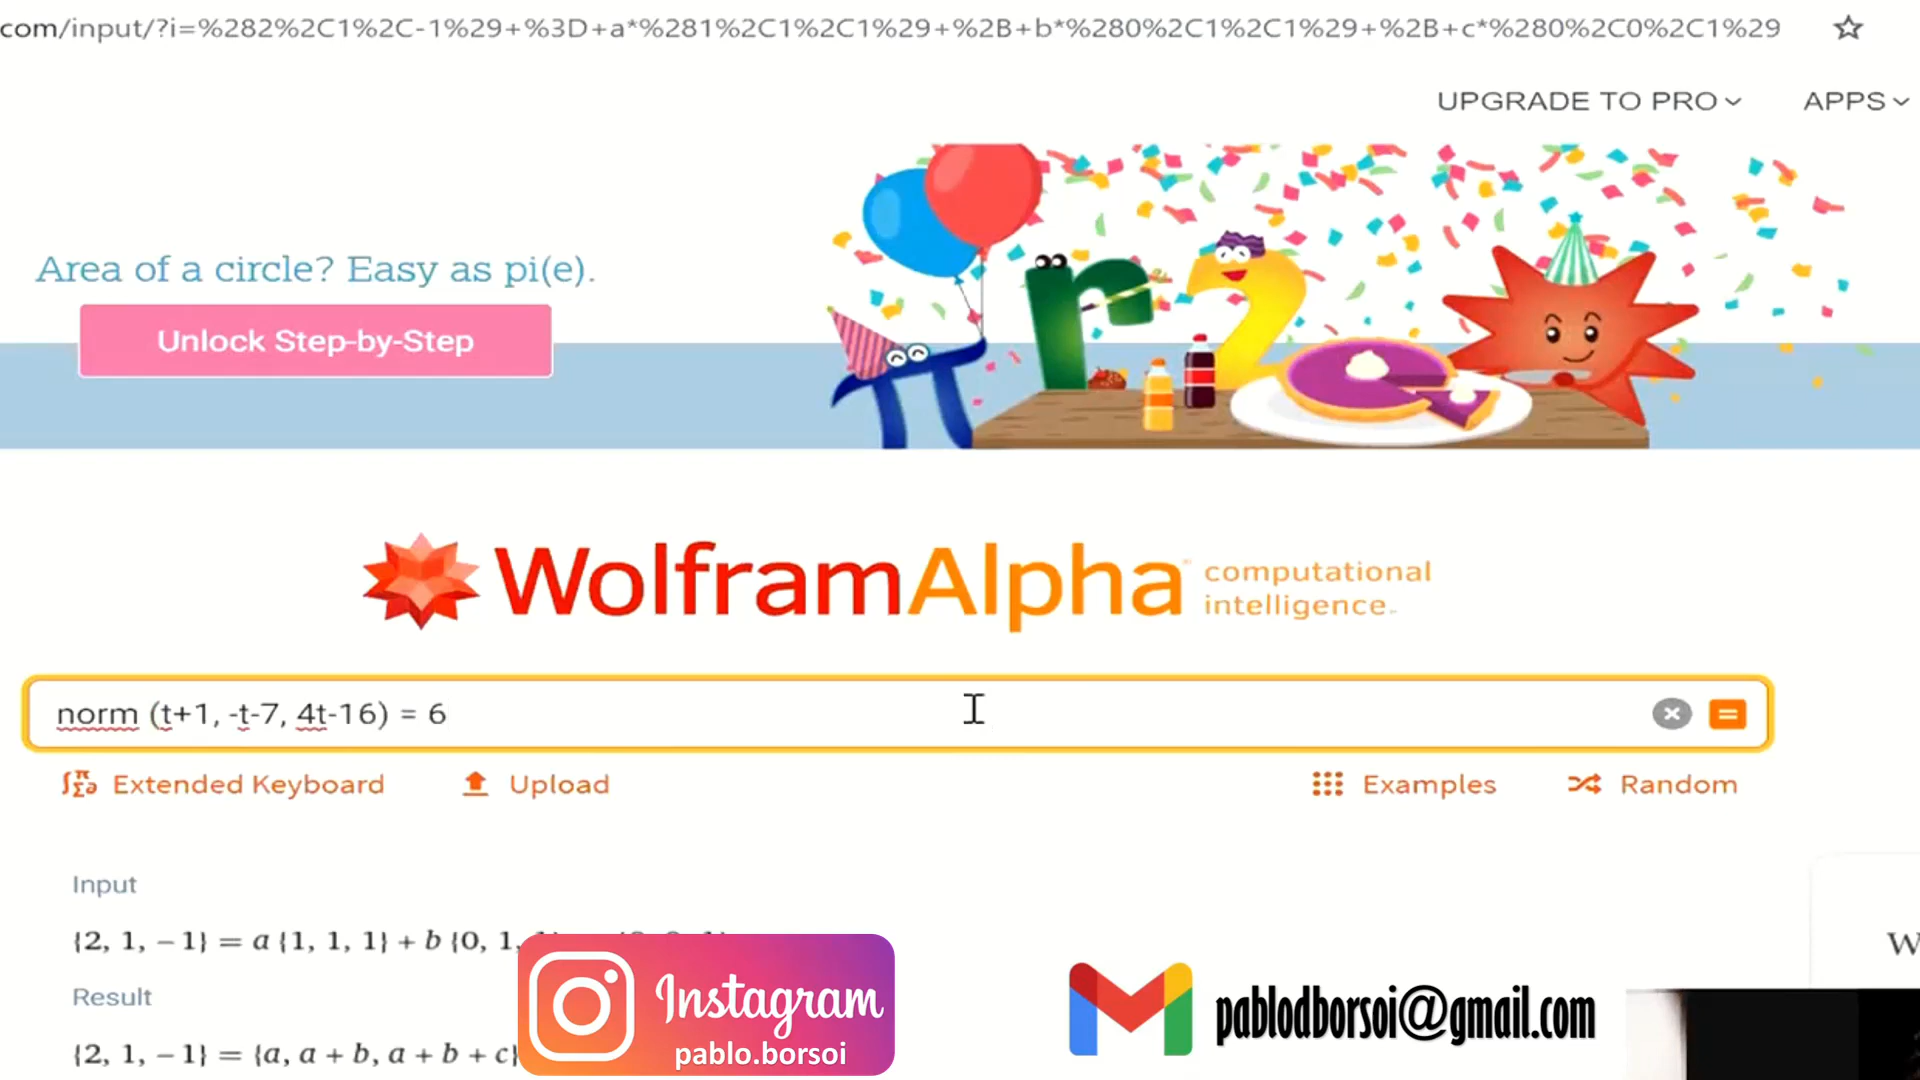 com/input/?i=%282%2C1%2C-1%29+%3D+a*%281%2C1%2C1%29+%2B+b*%280%2C1%2C1%29+%2B+c*%280%2C0%2C1%29
UPGRADE TO PRO APPS
Area of a circle? Easy as pi(e).
Unlock Step-by-Step
π r 2
WolframAlpha computational intelligence™
norm (t+1, -t-7, 4t-16) = 6
Extended Keyboard Upload Examples Random
Input
{2, 1, −1} = a {1, 1, 1} + b {0, 1,
Result
{2, 1, −1} = {a, a + b, a + b + c}
W
Instagram
pablo.borsoi
pablodborsoi@gmail.com